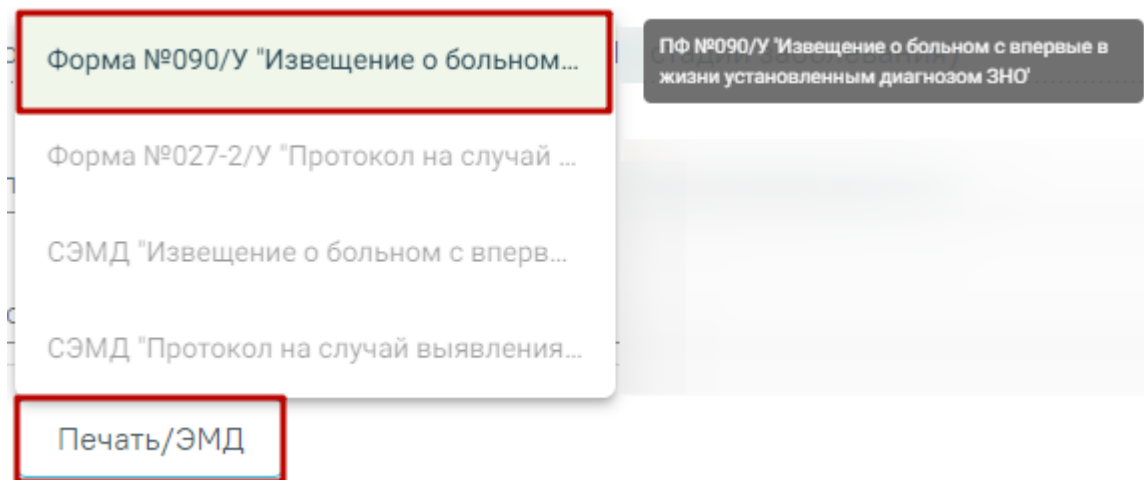 Форма №090/У "Извещение о больном...
ПФ №090/У 'Извещение о больном с впервые в
жизни установленным диагнозом ЗНО'
Форма №027-2/У "Протокол на случай ...
СЭМД "Извещение о больном с вперв...
СЭМД "Протокол на случай выявления...
Печать/ЭМД